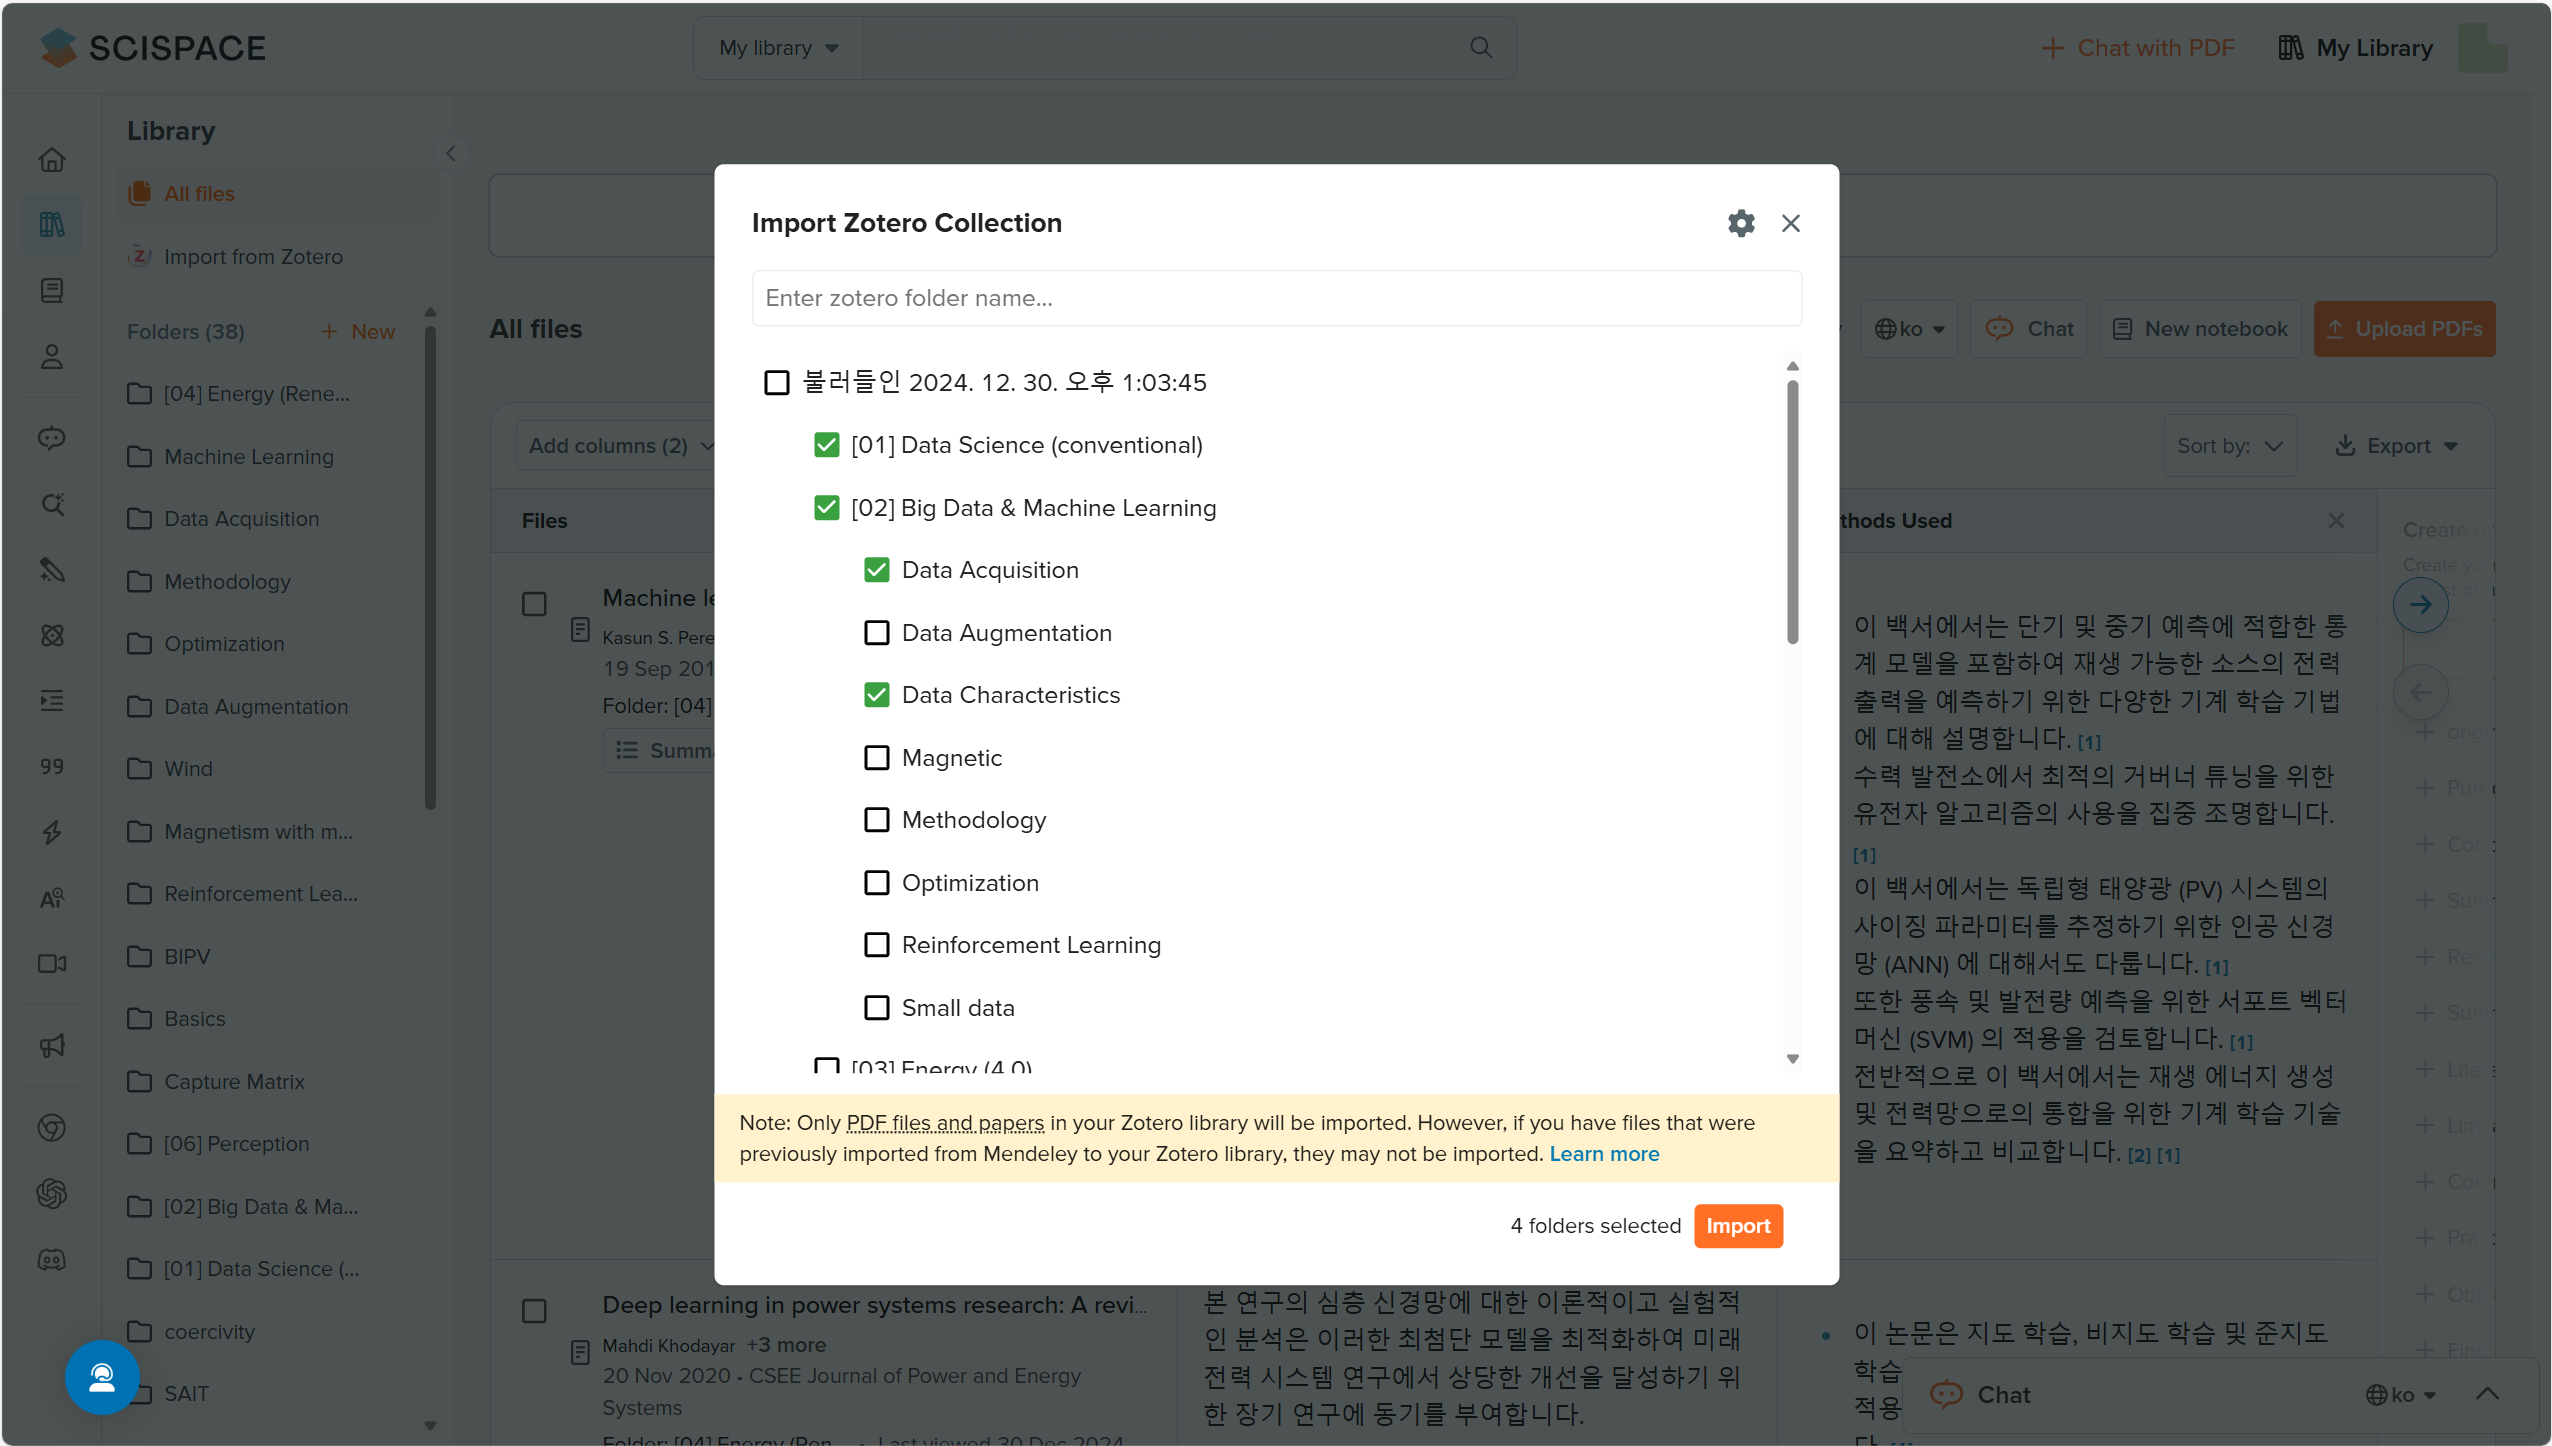 SCISPACE
My library
Chat with PDF
My Library
Library
All files
Import from Zotero
Folders (38)
New
[04] Energy (Rene...
Machine Learning
Data Acquisition
Methodology
Optimization
Data Augmentation
Wind
Magnetism with m...
Reinforcement Lea...
BIPV
Basics
Capture Matrix
[06] Perception
[02] Big Data & Ma...
[01] Data Science (...
coercivity
SAIT
All files
ko
Chat
New notebook
Upload PDFs
Add columns (2)
Sort by:
Export
Files
thods Used
Machine le
Kasun S. Pere
19 Sep 201
Folder: [04]
Summ
Import Zotero Collection
Enter zotero folder name...
불러들인 2024. 12. 30. 오후 1:03:45
[01] Data Science (conventional)
[02] Big Data & Machine Learning
Data Acquisition
Data Augmentation
Data Characteristics
Magnetic
Methodology
Optimization
Reinforcement Learning
Small data
[03] Energy (4.0)
Note: Only PDF files and papers in your Zotero library will be imported. However, if you have files that were
previously imported from Mendeley to your Zotero library, they may not be imported. Learn more
4 folders selected
Import
이 백서에서는 단기 및 중기 예측에 적합한 통
계 모델을 포함하여 재생 가능한 소스의 전력
출력을 예측하기 위한 다양한 기계 학습 기법
에 대해 설명합니다. [1]
수력 발전소에서 최적의 거버너 튜닝을 위한
유전자 알고리즘의 사용을 집중 조명합니다.
[1]
이 백서에서는 독립형 태양광 (PV) 시스템의
사이징 파라미터를 추정하기 위한 인공 신경
망 (ANN) 에 대해서도 다룹니다. [1]
또한 풍속 및 발전량 예측을 위한 서포트 벡터
머신 (SVM) 의 적용을 검토합니다. [1]
전반적으로 이 백서에서는 재생 에너지 생성
및 전력망으로의 통합을 위한 기계 학습 기술
을 요약하고 비교합니다. [2] [1]
Create
Create
Deep learning in power systems research: A revi...
Mahdi Khodayar +3 more
20 Nov 2020 • CSEE Journal of Power and Energy
Systems
Folder: [04] Energy (Ren... • Last viewed 30 Dec 2024
본 연구의 심층 신경망에 대한 이론적이고 실험적
인 분석은 이러한 최첨단 모델을 최적화하여 미래
전력 시스템 연구에서 상당한 개선을 달성하기 위
한 장기 연구에 동기를 부여합니다.
이 논문은 지도 학습, 비지도 학습 및 준지도
학습
적용
Chat
ko